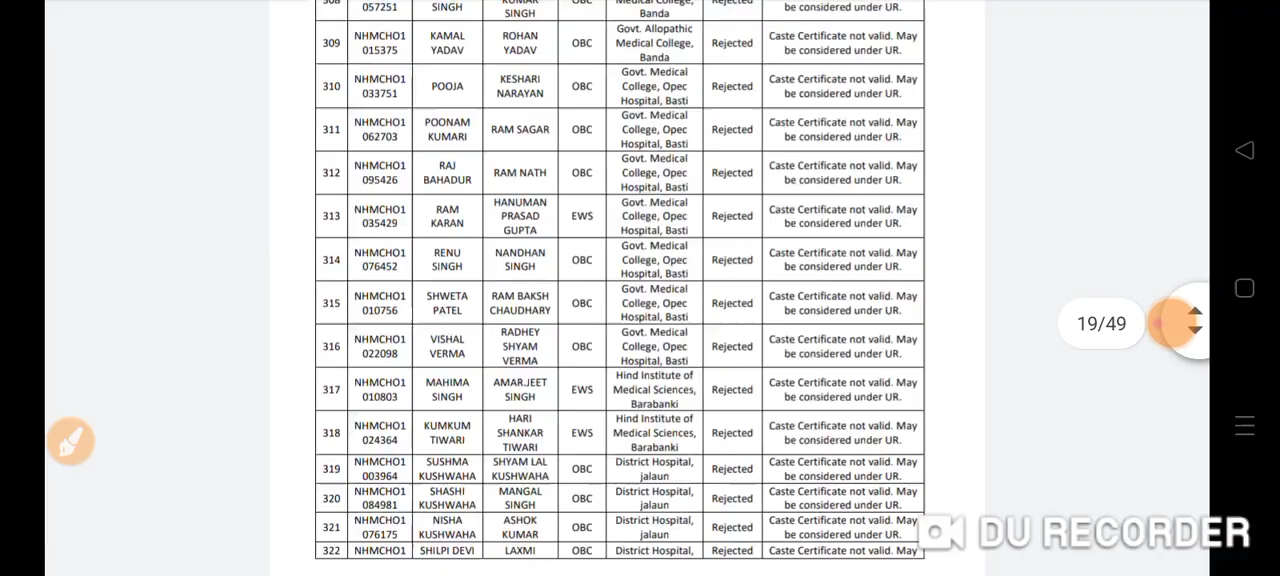 308 057251 SINGH KUMAR SINGH OBC Medical College, Banda Rejected be considered under UR.
309 NHMCHO1 015375 KAMAL YADAV ROHAN YADAV OBC Govt. Allopathic Medical College, Banda Rejected Caste Certificate not valid. May be considered under UR.
310 NHMCHO1 033751 POOJA KESHARI NARAYAN OBC Govt. Medical College, Opec Hospital, Basti Rejected Caste Certificate not valid. May be considered under UR.
311 NHMCHO1 062703 POONAM KUMARI RAM SAGAR OBC Govt. Medical College, Opec Hospital, Basti Rejected Caste Certificate not valid. May be considered under UR.
312 NHMCHO1 095426 RAJ BAHADUR RAM NATH OBC Govt. Medical College, Opec Hospital, Basti Rejected Caste Certificate not valid. May be considered under UR.
313 NHMCHO1 035429 RAM KARAN HANUMAN PRASAD GUPTA EWS Govt. Medical College, Opec Hospital, Basti Rejected Caste Certificate not valid. May be considered under UR.
314 NHMCHO1 076452 RENU SINGH NANDHAN SINGH OBC Govt. Medical College, Opec Hospital, Basti Rejected Caste Certificate not valid. May be considered under UR.
315 NHMCHO1 010756 SHWETA PATEL RAM BAKSH CHAUDHARY OBC Govt. Medical College, Opec Hospital, Basti Rejected Caste Certificate not valid. May be considered under UR.
316 NHMCHO1 022098 VISHAL VERMA RADHEY SHYAM VERMA OBC Govt. Medical College, Opec Hospital, Basti Rejected Caste Certificate not valid. May be considered under UR.
317 NHMCHO1 010803 MAHIMA SINGH AMARJEET SINGH EWS Hind Institute of Medical Sciences, Barabanki Rejected Caste Certificate not valid. May be considered under UR.
318 NHMCHO1 024364 KUMKUM TIWARI HARI SHANKAR TIWARI EWS Hind Institute of Medical Sciences, Barabanki Rejected Caste Certificate not valid. May be considered under UR.
319 NHMCHO1 003964 SUSHMA KUSHWAHA SHYAM LAL KUSHWAHA OBC District Hospital, jalaun Rejected Caste Certificate not valid. May be considered under UR.
320 NHMCHO1 084981 SHASHI KUSHWAHA MANGAL SINGH OBC District Hospital, jalaun Rejected Caste Certificate not valid. May be considered under UR.
321 NHMCHO1 076175 NISHA KUSHWAHA ASHOK KUMAR OBC District Hospital, jalaun Rejected Caste Certificate not valid. May be considered under UR.
322 NHMCHO1 SHILPI DEVI LAXMI OBC District Hospital, Rejected Caste Certificate not valid. May
19/49
DU RECORDER